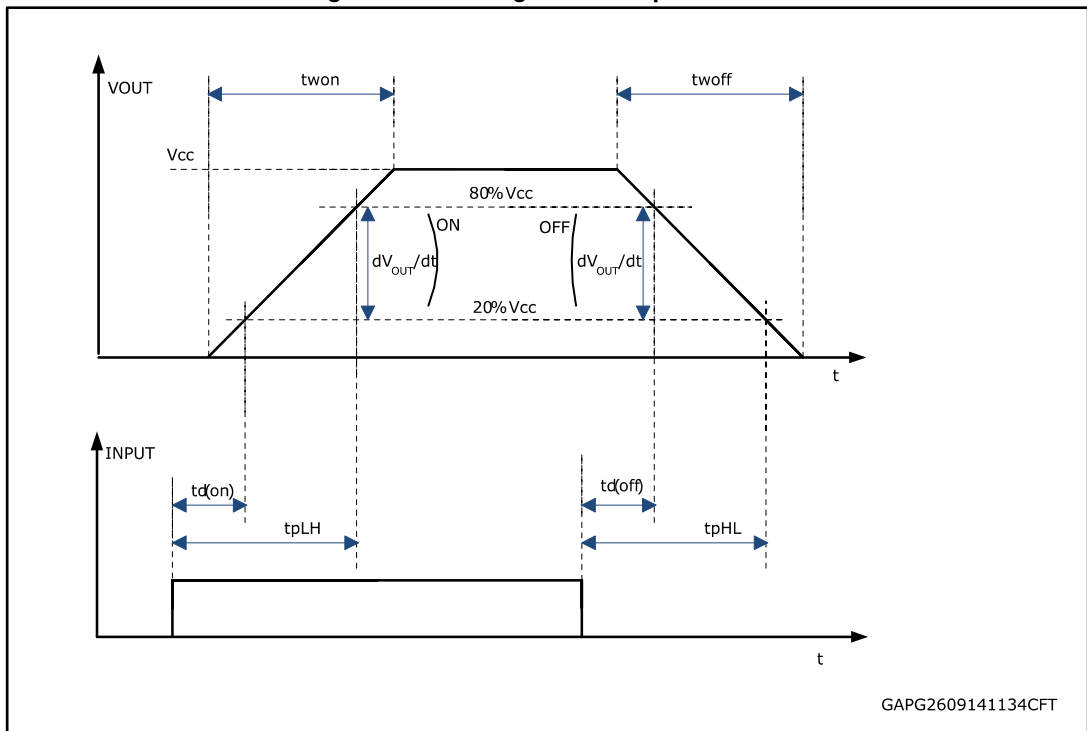 twon
twoff
VOUT
Vcc
80% Vcc
ON
OFF
dVOUT/dt
dVOUT/dt
20% Vcc
t
INPUT
td(on)
td(off)
tpLH
tpHL
t
GAPG2609141134CFT